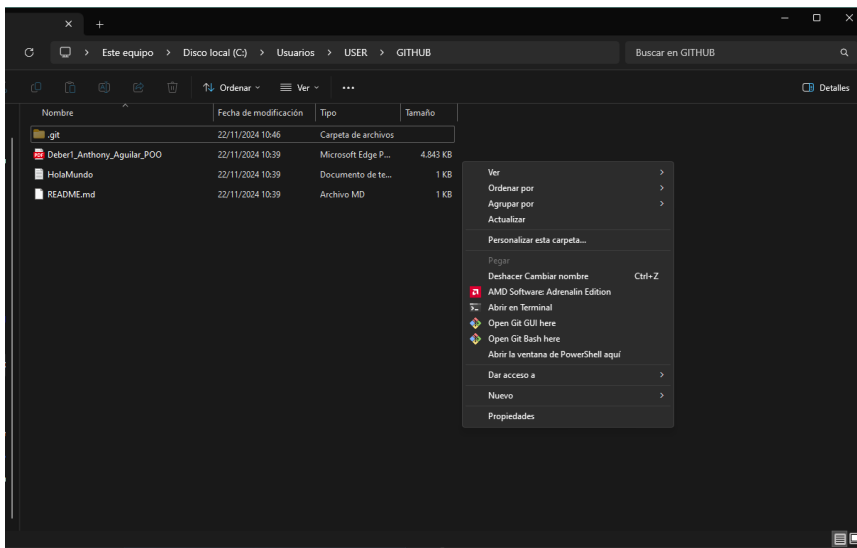 Este equipo > Disco local (C:) > Usuarios > USER > GITHUB
Buscar en GITHUB
Ordenar
Ver
Detalles
Nombre Fecha de modificación Tipo Tamaño
.git 22/11/2024 10:46 Carpeta de archivos
Deber1_Anthony_Aguilar_POO 22/11/2024 10:39 Microsoft Edge P... 4.843 KB
HolaMundo 22/11/2024 10:39 Documento de te... 1 KB
README.md 22/11/2024 10:39 Archivo MD 1 KB
Ver
Ordenar por
Agrupar por
Actualizar
Personalizar esta carpeta...
Pegar
Deshacer Cambiar nombre Ctrl+Z
AMD Software: Adrenalin Edition
Abrir en Terminal
Open Git GUI here
Open Git Bash here
Abrir la ventana de PowerShell aquí
Dar acceso a
Nuevo
Propiedades